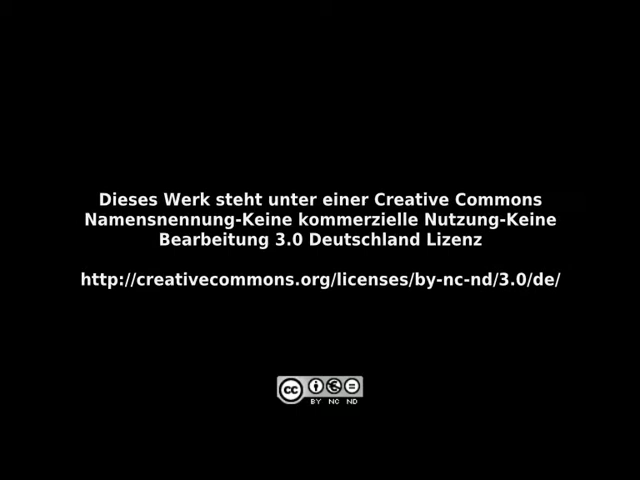 Dieses Werk steht unter einer Creative Commons
Namensnennung-Keine kommerzielle Nutzung-Keine
Bearbeitung 3.0 Deutschland Lizenz
http://creativecommons.org/licenses/by-nc-nd/3.0/de/
cc
BY NC ND